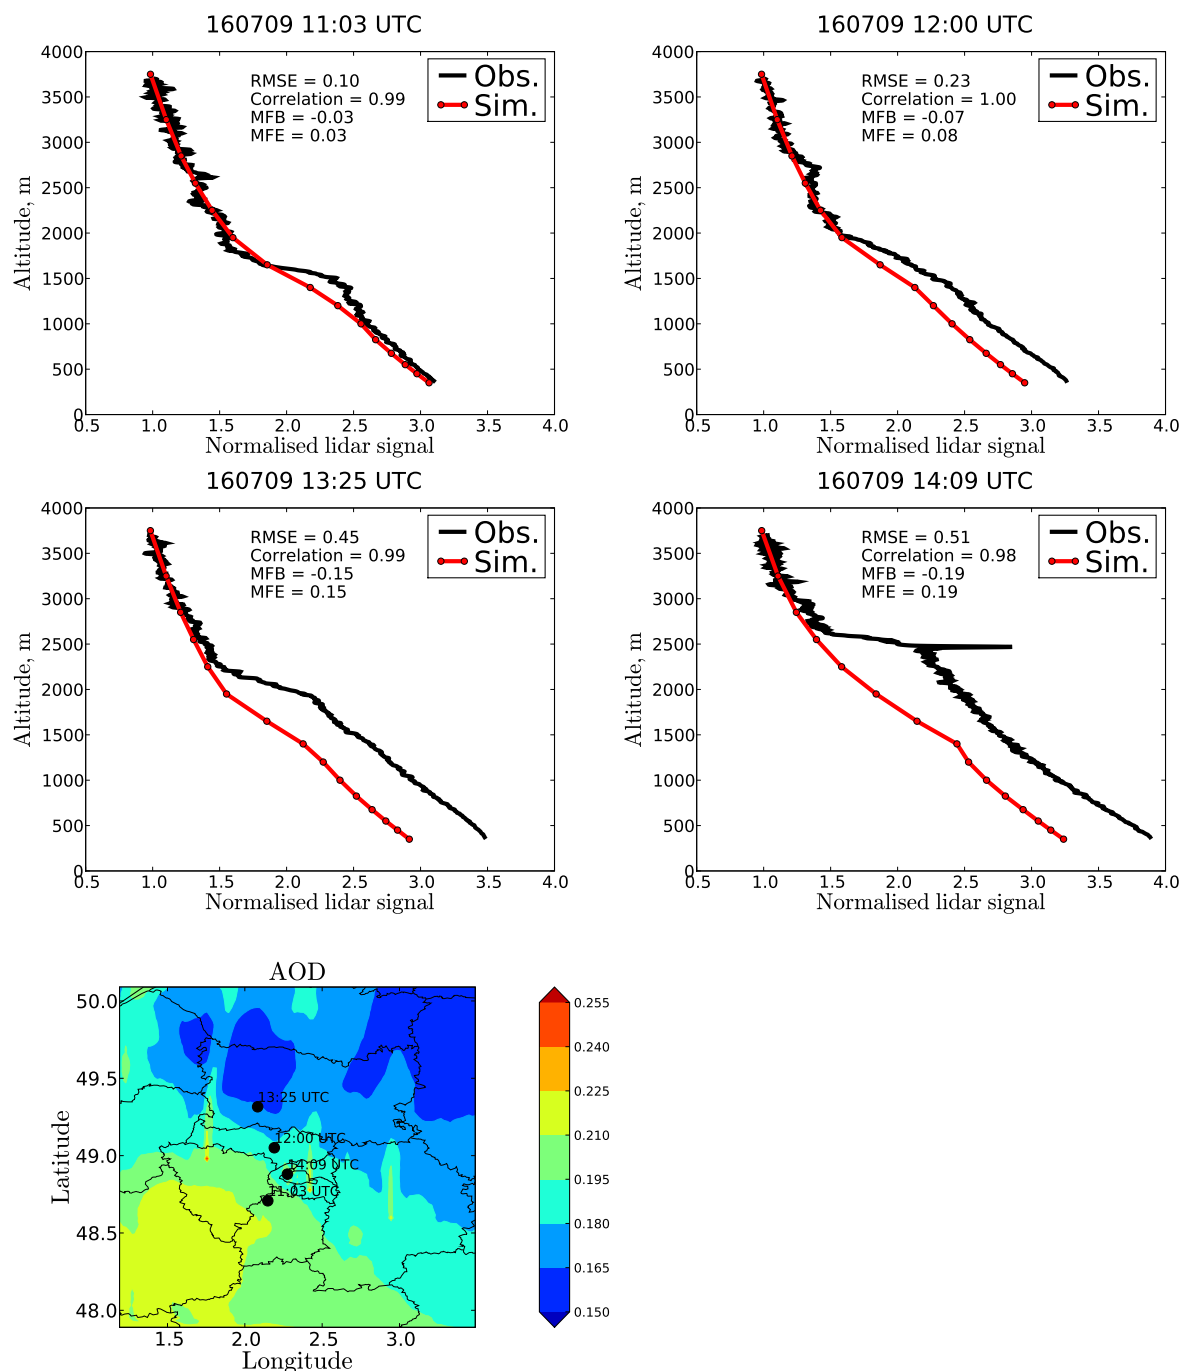 160709 11:03 UTC
4000
3500
3000
2500
2000
1500
1000
500
0
Altitude, m
RMSE = 0.10
Correlation = 0.99
MFB = -0.03
MFE = 0.03
Obs.
Sim.
0.5 1.0 1.5 2.0 2.5 3.0 3.5 4.0
Normalised lidar signal
160709 12:00 UTC
4000
3500
3000
2500
2000
1500
1000
500
0
Altitude, m
RMSE = 0.23
Correlation = 1.00
MFB = -0.07
MFE = 0.08
Obs.
Sim.
0.5 1.0 1.5 2.0 2.5 3.0 3.5 4.0
Normalised lidar signal
160709 13:25 UTC
4000
3500
3000
2500
2000
1500
1000
500
0
Altitude, m
RMSE = 0.45
Correlation = 0.99
MFB = -0.15
MFE = 0.15
Obs.
Sim.
0.5 1.0 1.5 2.0 2.5 3.0 3.5 4.0
Normalised lidar signal
160709 14:09 UTC
4000
3500
3000
2500
2000
1500
1000
500
0
Altitude, m
RMSE = 0.51
Correlation = 0.98
MFB = -0.19
MFE = 0.19
Obs.
Sim.
0.5 1.0 1.5 2.0 2.5 3.0 3.5 4.0
Normalised lidar signal
AOD
50.0
49.5
49.0
48.5
48.0
Latitude
13:25 UTC
12:00 UTC
14:09 UTC
11:03 UTC
1.5 2.0 2.5 3.0
Longitude
0.255
0.240
0.225
0.210
0.195
0.180
0.165
0.150